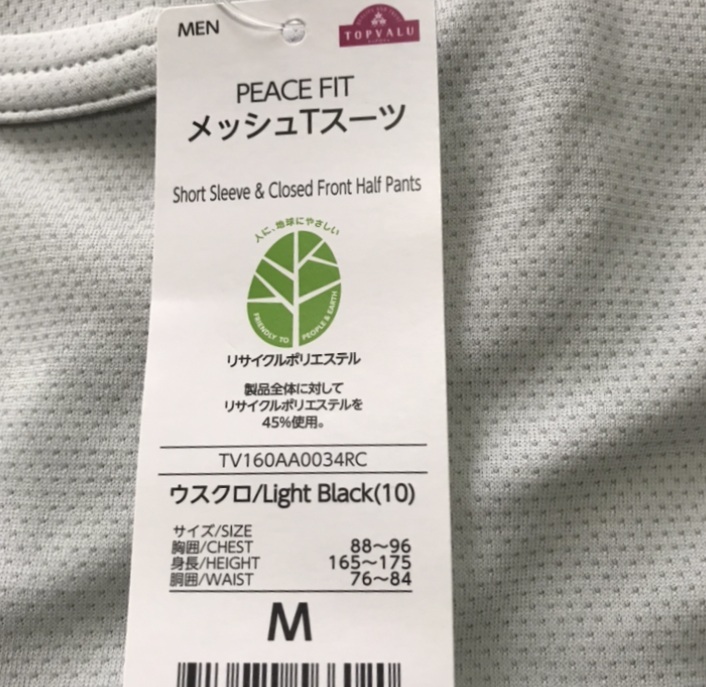 MEN
TOPVALU
PEACE FIT
メッシュTスーツ
Short Sleeve & Closed Front Half Pants
人に、地球にやさしい
FRIENDLY TO PEOPLE & EARTH
リサイクルポリエステル
製品全体に対して
リサイクルポリエステルを
45%使用。
TV160AA0034RC
ウスクロ/Light Black(10)
サイズ/SIZE
胸囲/CHEST 88～96
身長/HEIGHT 165～175
胴囲/WAIST 76～84
M